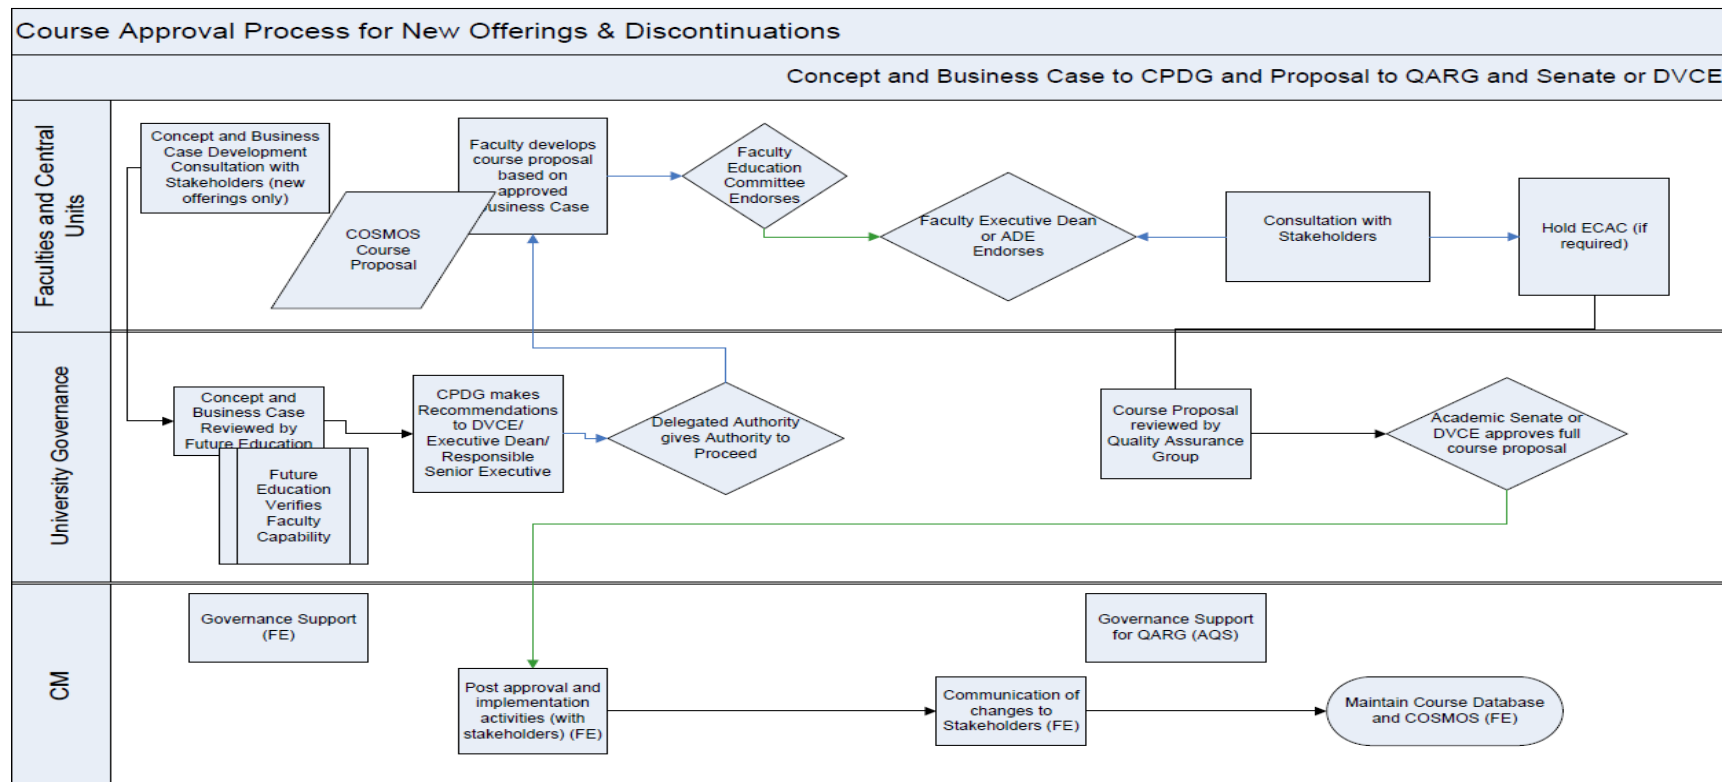 Course Approval Process for New Offerings & Discontinuations
Concept and Business Case to CPDG and Proposal to QARG and Senate or DVCE
Faculties and Central
Units
Concept and Business
Case Development
Consultation with
Stakeholders (new
offerings only)
COSMOS
Course
Proposal
Faculty develops
course proposal
based on
approved
Business Case
Faculty
Education
Committee
Endorses
Faculty Executive Dean
or ADE
Endorses
Consultation with
Stakeholders
Hold ECAC (if
required)
University Governance
Concept and
Business Case
Reviewed by
Future Education
Future
Education
Verifies
Faculty
Capability
CPDG makes
Recommendations
to DVCE/
Executive Dean/
Responsible
Senior Executive
Delegated Authority
gives Authority to
Proceed
Course Proposal
reviewed by
Quality Assurance
Group
Academic Senate or
DVCE approves full
course proposal
CM
Governance Support
(FE)
Governance Support
for QARG (AQS)
Post approval and
implementation
activities (with
stakeholders) (FE)
Communication of
changes to
Stakeholders (FE)
Maintain Course Database
and COSMOS (FE)